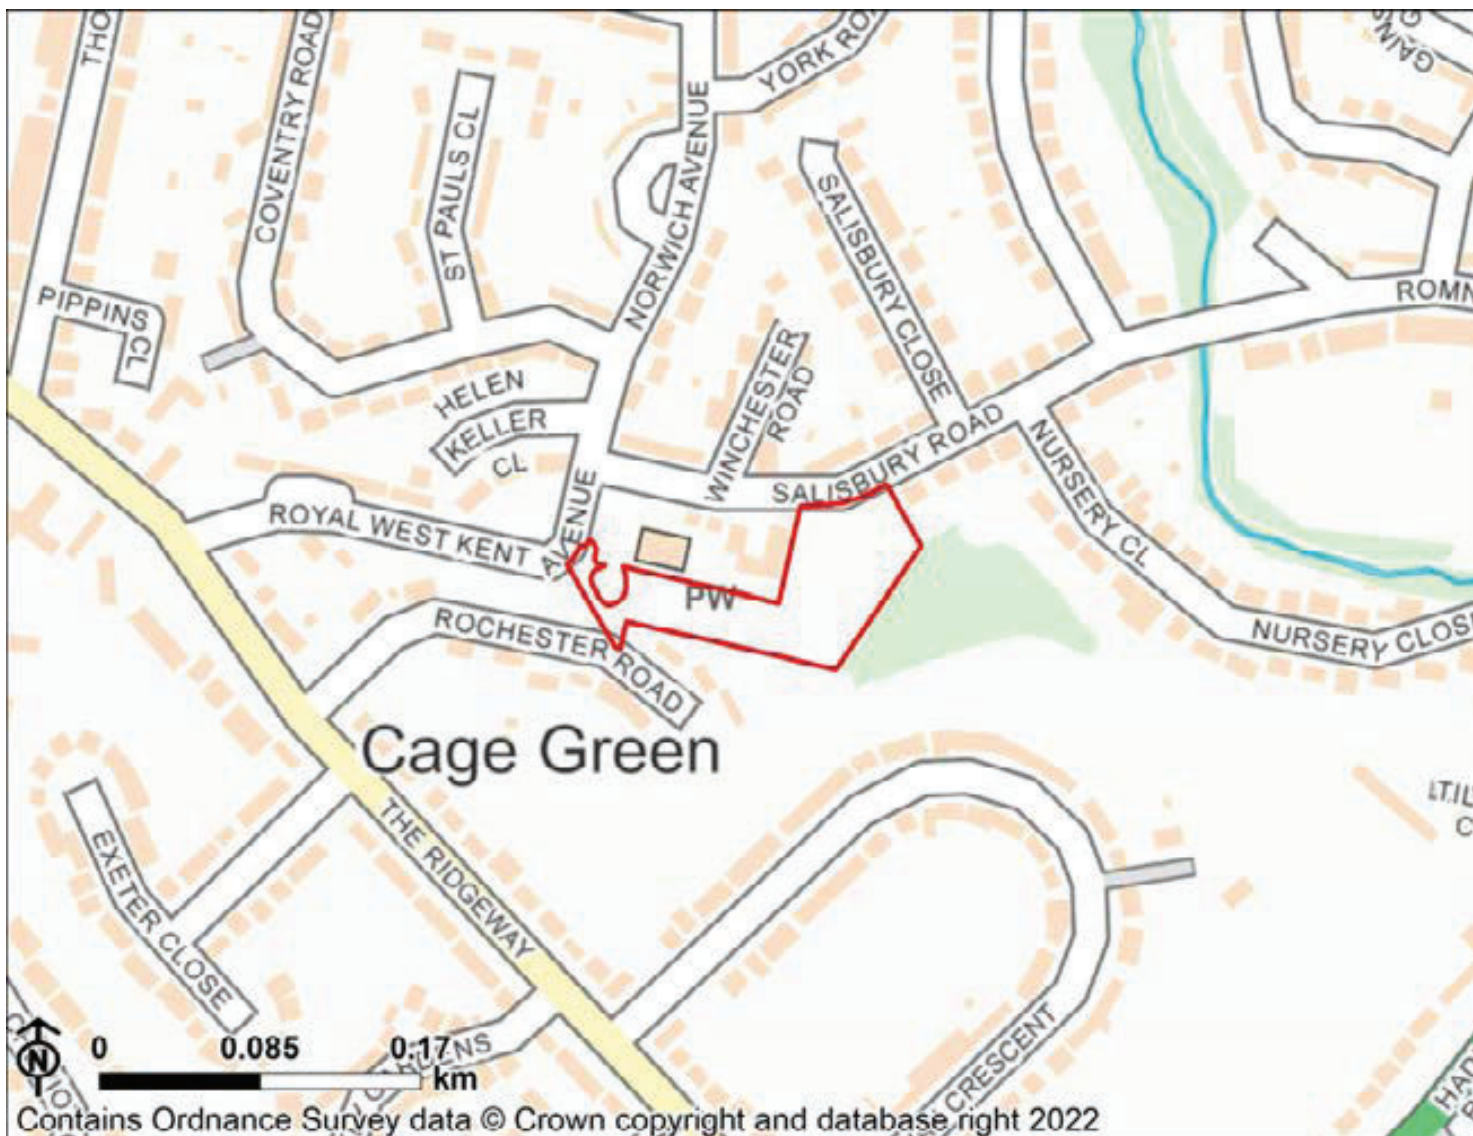 THO
COVENTRY ROAD
ST PAULS CL
NORWICH AVENUE
YORK RO
GAINS
G
SALISBURY CLOSE
PIPPINS
CL
HELEN
KELLER
CL
WINCHESTER
ROAD
ROMN
SALISBURY ROAD
NURSERY CL
ROYAL WEST KENT
AVENUE
PW
ROCHESTER ROAD
NURSERY CLOSE
Cage Green
THE RIDGEWAY
EXETER CLOSE
CRESCENT
HAD
N
0 0.085 0.17
km
Contains Ordnance Survey data © Crown copyright and database right 2022